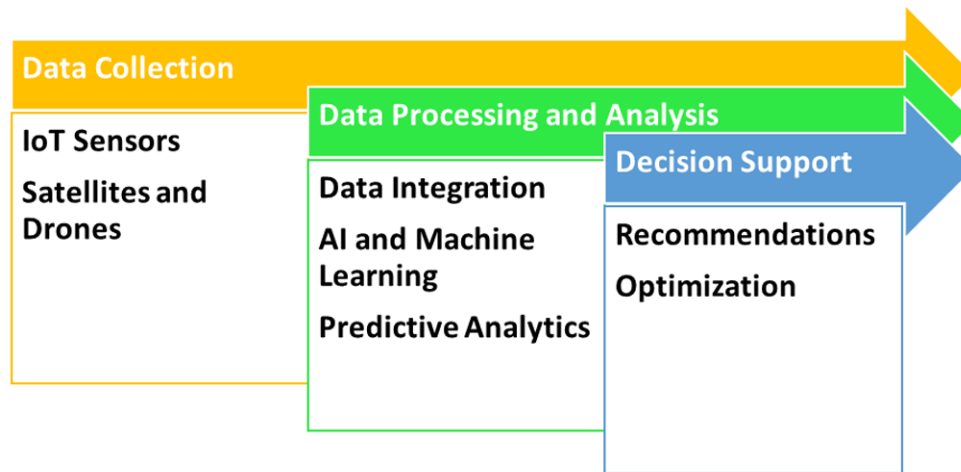 Data Collection
IoT Sensors
Satellites and
Drones
Data Processing and Analysis
Data Integration
AI and Machine
Learning
Predictive Analytics
Decision Support
Recommendations
Optimization